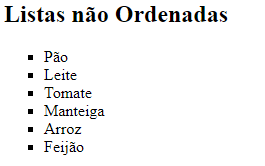 Listas não Ordenadas
Pão
Leite
Tomate
Manteiga
Arroz
Feijão